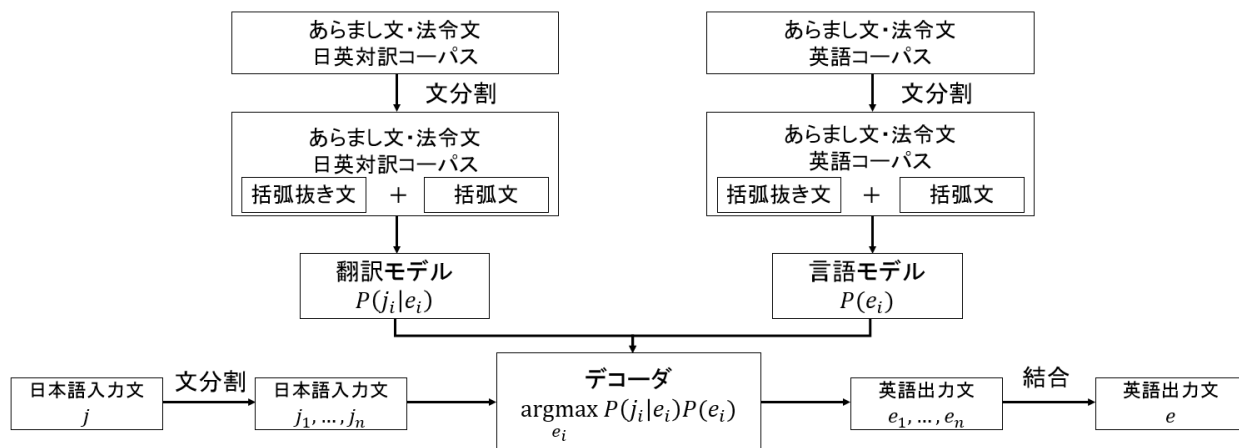 あらまし文・法令文
日英対訳コーパス
あらまし文・法令文
英語コーパス
文分割
文分割
あらまし文・法令文
日英対訳コーパス
括弧抜き文 + 括弧文
あらまし文・法令文
英語コーパス
括弧抜き文 + 括弧文
翻訳モデル
P(j_i|e_i)
言語モデル
P(e_i)
日本語入力文
j
文分割
日本語入力文
j_1, …, j_n
デコーダ
argmax P(j_i|e_i)P(e_i)
e_i
英語出力文
e_1, …, e_n
結合
英語出力文
e